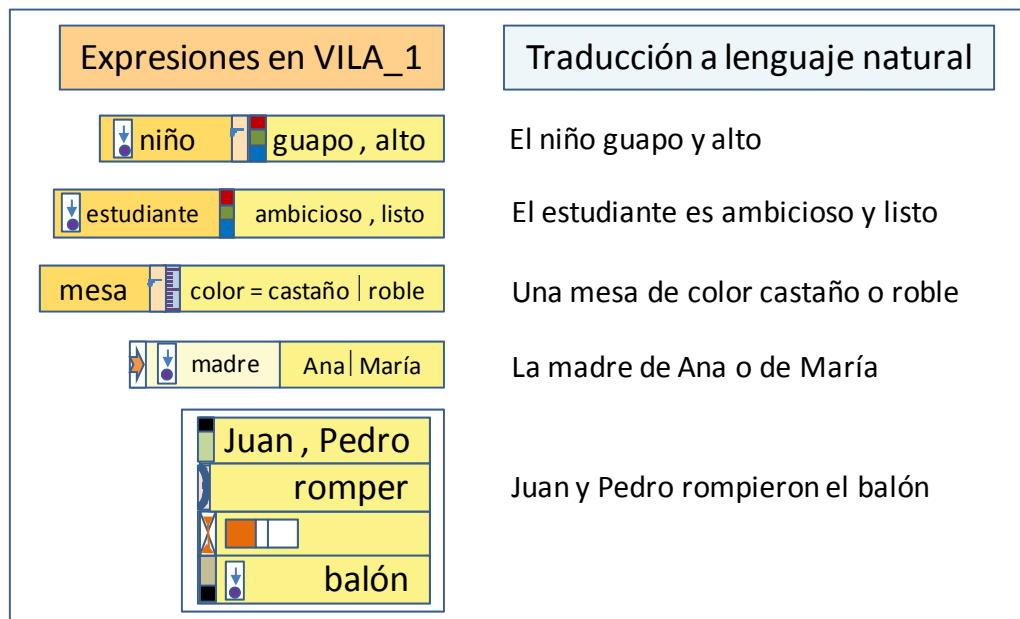 Expresiones en VILA_1
Traducción a lenguaje natural
niño guapo , alto
El niño guapo y alto
estudiante ambicioso , listo
El estudiante es ambicioso y listo
mesa color = castaño | roble
Una mesa de color castaño o roble
madre Ana | María
La madre de Ana o de María
Juan , Pedro
romper
Juan y Pedro rompieron el balón
balón